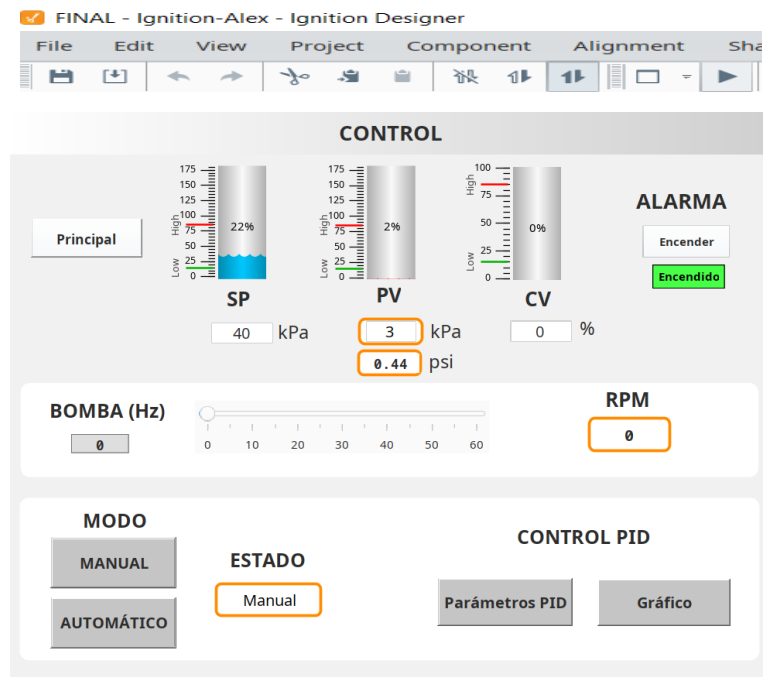 FINAL - Ignition-Alex - Ignition Designer
File Edit View Project Component Alignment Sha
CONTROL
Principal
175
150
125
100
75
50
25
0
High
Low
22%
SP
40 kPa
175
150
125
100
75
50
25
0
High
Low
2%
PV
3 kPa
0.44 psi
100
75
50
25
0
High
Low
0%
CV
0 %
ALARMA
Encender
Encendido
BOMBA (Hz)
0
0 10 20 30 40 50 60
RPM
0
MODO
MANUAL
AUTOMÁTICO
ESTADO
Manual
CONTROL PID
Parámetros PID
Gráfico